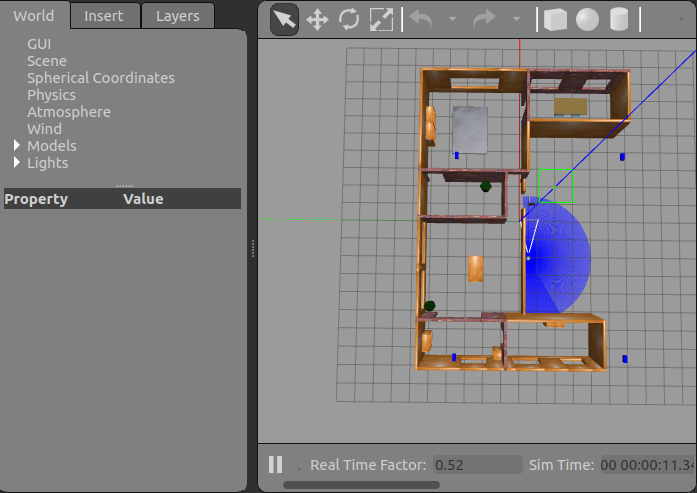 World Insert Layers
GUI
Scene
Spherical Coordinates
Physics
Atmosphere
Wind
Models
Lights
Property Value
Real Time Factor: 0.52 Sim Time: 00 00:00:11.34